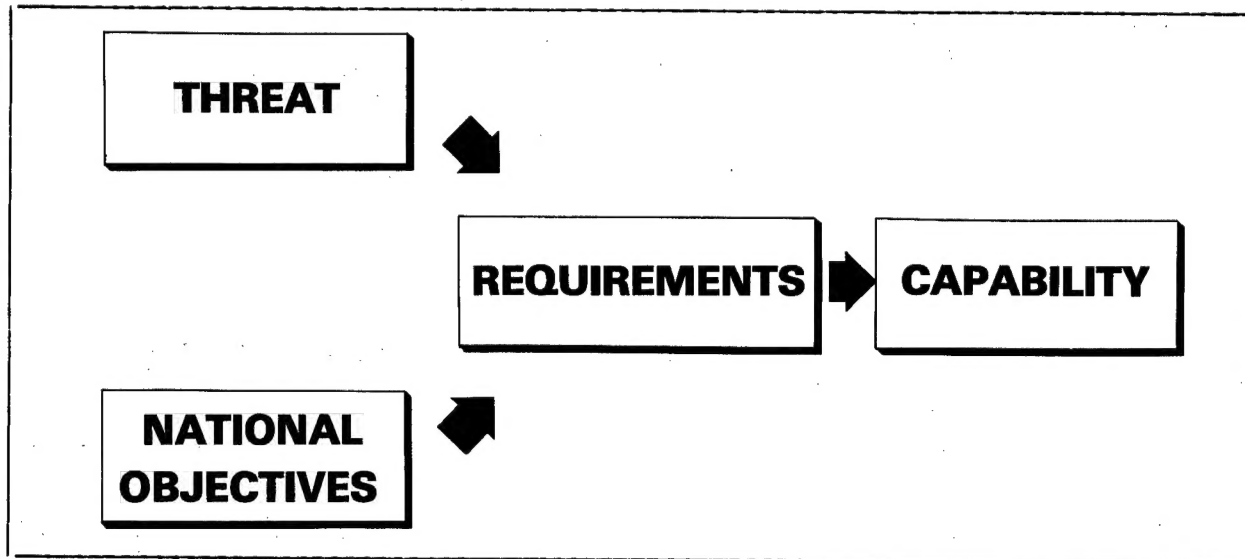 THREAT
REQUIREMENTS
CAPABILITY
NATIONAL
OBJECTIVES